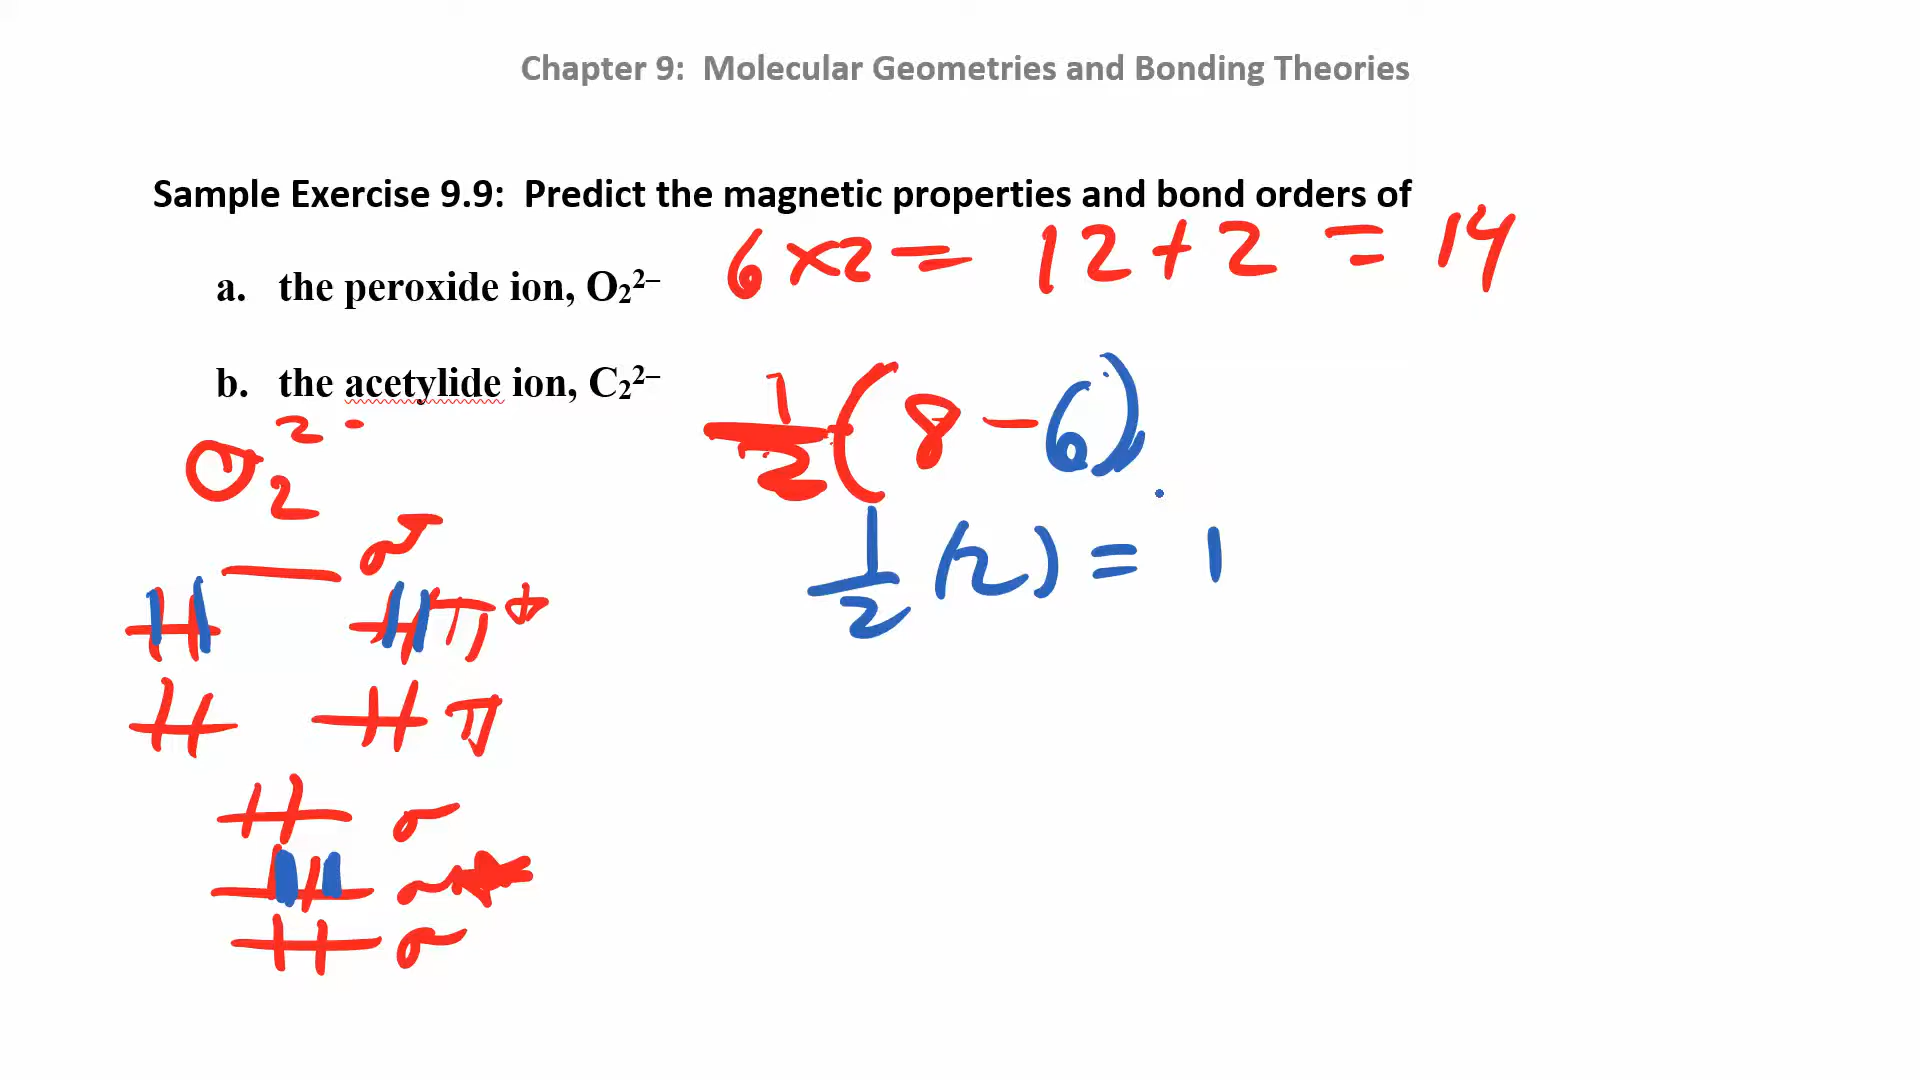 Chapter 9: Molecular Geometries and Bonding Theories
Sample Exercise 9.9: Predict the magnetic properties and bond orders of
6 x 2 = 12 + 2 = 14
a. the peroxide ion, O₂²⁻
b. the acetylide ion, C₂²⁻
1/2 (8 − 6)
O₂²⁻
1/2 (2) = 1
σ
π*
π
σ
σ*
σ